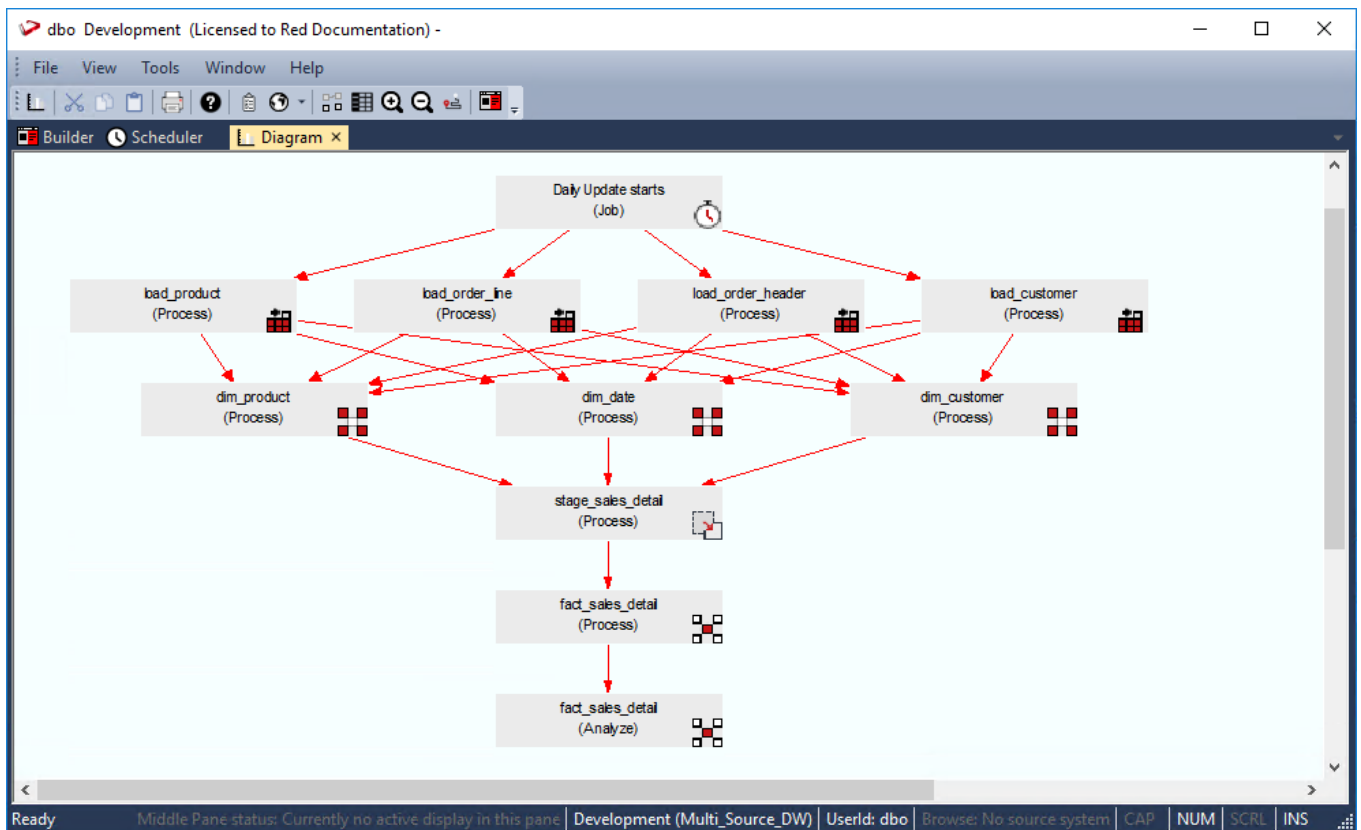 dbo Development (Licensed to Red Documentation) -
File View Tools Window Help
Builder Scheduler Diagram ×
Daily Update starts
(Job)
load_product load_order_line load_order_header load_customer
(Process) (Process) (Process) (Process)
dim_product dim_date dim_customer
(Process) (Process) (Process)
stage_sales_detail
(Process)
fact_sales_detail
(Process)
fact_sales_detail
(Analyze)
Ready Middle Pane status: Currently no active display in this pane Development (Multi_Source_DW) UserId: dbo Browse: No source system CAP NUM SCRL INS